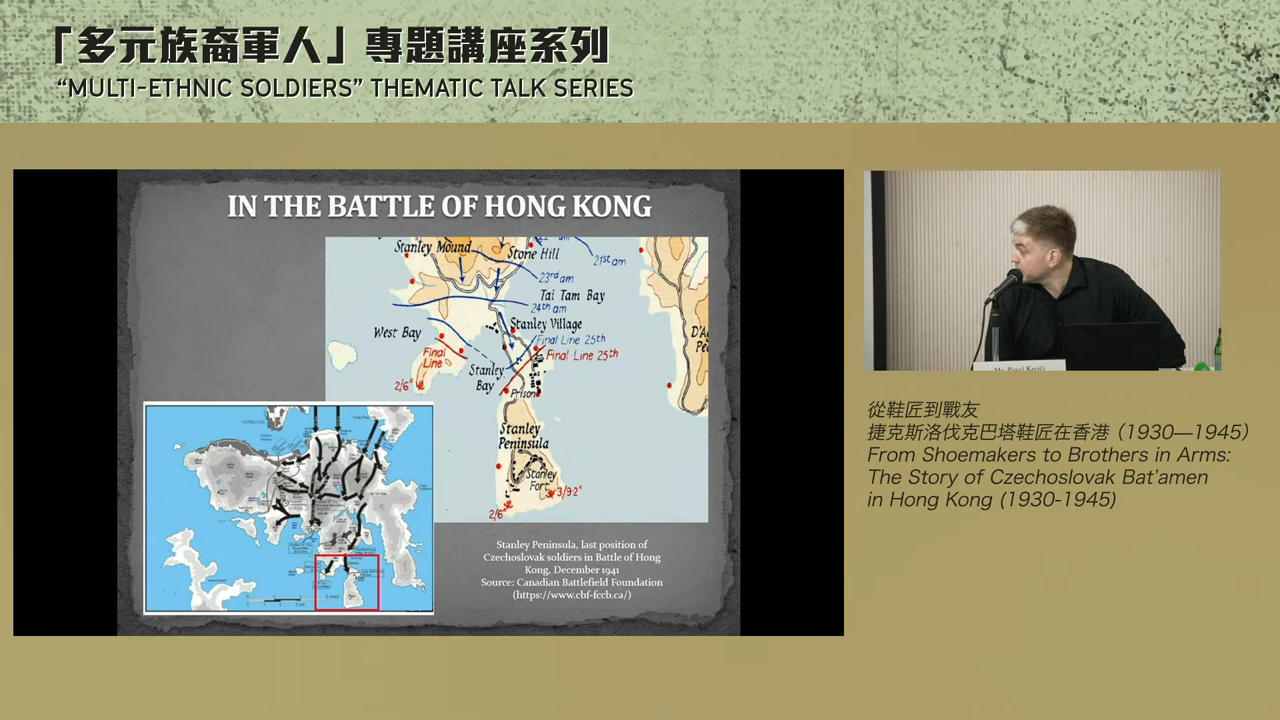 「多元族裔軍人」專題講座系列
“MULTI-ETHNIC SOLDIERS” THEMATIC TALK SERIES
IN THE BATTLE OF HONG KONG
Stanley Mound
Stone Hill
21st am
23rd am
Tai Tam Bay
24th am
Stanley Village
West Bay
Final Line 25th
Final Line 25th
Final
Line
Stanley
Bay
2/6"
Prison
Stanley
Peninsula
Stanley
Fort
3/9·2"
2/6"
Stanley Peninsula, last position of
Czechoslovak soldiers in Battle of Hong
Kong, December 1941
Source: Canadian Battlefield Foundation
(https://www.cbf-fccb.ca/)
Mr. Pavel Krejčí
從鞋匠到戰友
捷克斯洛伐克巴塔鞋匠在香港（1930—1945）
From Shoemakers to Brothers in Arms:
The Story of Czechoslovak Bat'amen
in Hong Kong (1930-1945)